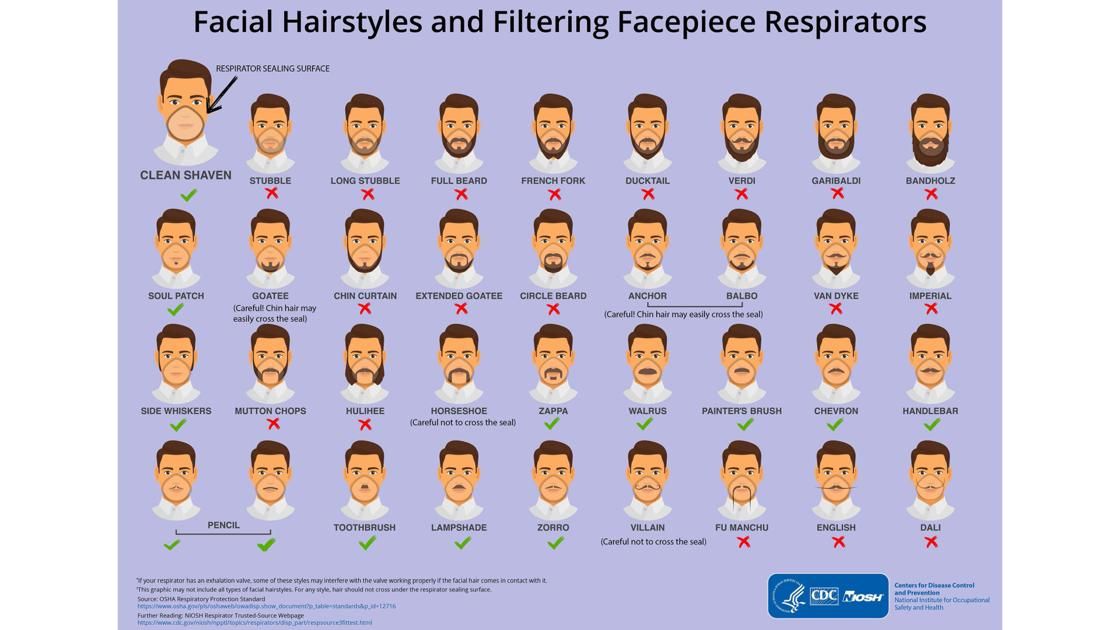 Facial Hairstyles and Filtering Facepiece Respirators
RESPIRATOR SEALING SURFACE
CLEAN SHAVEN
STUBBLE
LONG STUBBLE
FULL BEARD
FRENCH FORK
DUCKTAIL
VERDI
GARIBALDI
BANDHOLZ
SOUL PATCH
GOATEE
(Careful! Chin hair may
easily cross the seal)
CHIN CURTAIN
EXTENDED GOATEE
CIRCLE BEARD
ANCHOR
BALBO
(Careful! Chin hair may easily cross the seal)
VAN DYKE
IMPERIAL
SIDE WHISKERS
MUTTON CHOPS
HULIHEE
HORSESHOE
(Careful not to cross the seal)
ZAPPA
WALRUS
PAINTER'S BRUSH
CHEVRON
HANDLEBAR
PENCIL
TOOTHBRUSH
LAMPSHADE
ZORRO
VILLAIN
(Careful not to cross the seal)
FU MANCHU
ENGLISH
DALI
*If your respirator has an exhalation valve, some of these styles may interfere with the valve working properly if the facial hair comes in contact with it.
*This graphic may not include all types of facial hairstyles. For any style, hair should not cross under the respirator sealing surface.
Source: OSHA Respiratory Protection Standard
https://www.osha.gov/pls/oshaweb/owadisp.show_document?p_table=standards&p_id=12716
Further Reading: NIOSH Respirator Trusted-Source Webpage
https://www.cdc.gov/niosh/npptl/topics/respirators/disp_part/respsource3fittest.html
CDC
NIOSH
Centers for Disease Control
and Prevention
National Institute for Occupational
Safety and Health